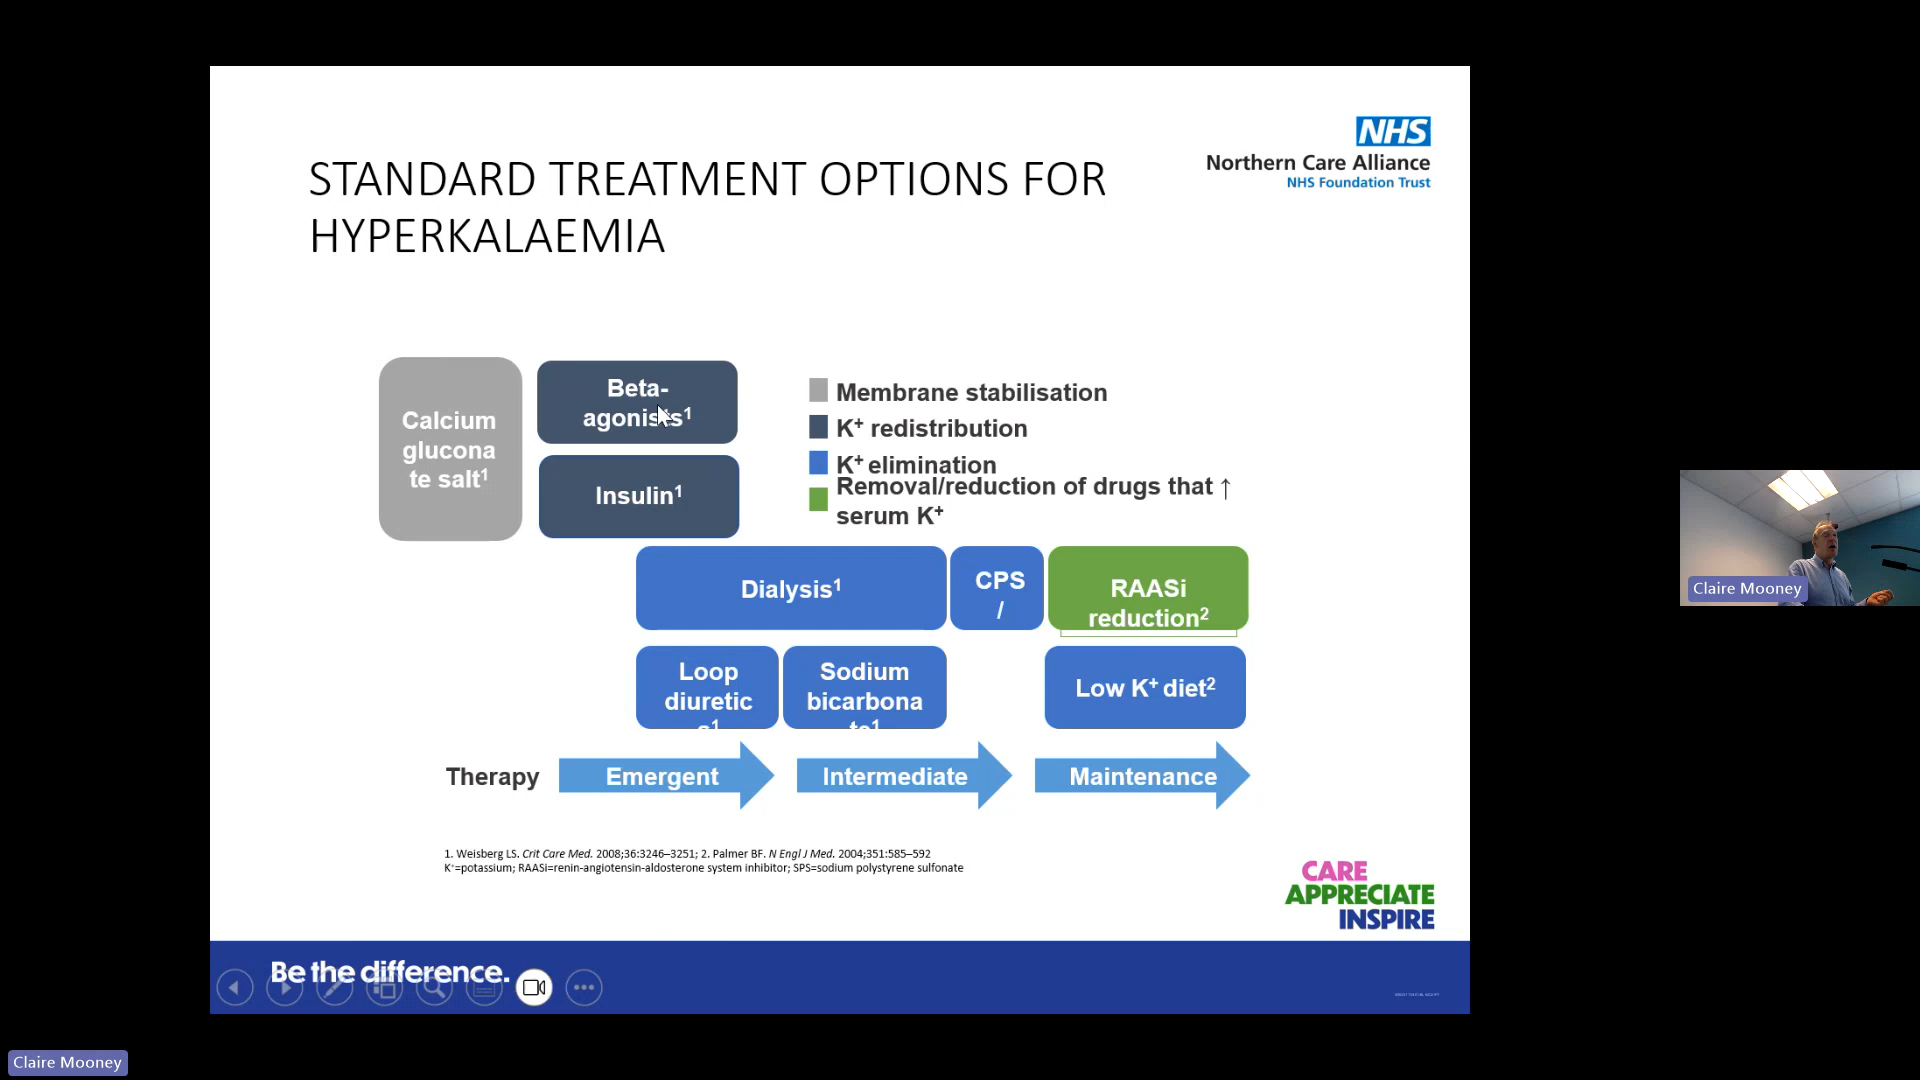 NHS
Northern Care Alliance
NHS Foundation Trust
STANDARD TREATMENT OPTIONS FOR
HYPERKALAEMIA
Calcium
glucona
te salt¹
Beta-
agonists¹
Insulin¹
Membrane stabilisation
K⁺ redistribution
K⁺ elimination
Removal/reduction of drugs that ↑
serum K⁺
Dialysis¹
CPS
/
RAASi
reduction²
Loop
diuretic
s¹
Sodium
bicarbona
te¹
Low K⁺ diet²
Therapy
Emergent
Intermediate
Maintenance
1. Weisberg LS. Crit Care Med. 2008;36:3246–3251; 2. Palmer BF. N Engl J Med. 2004;351:585–592
K⁺=potassium; RAASi=renin-angiotensin-aldosterone system inhibitor; SPS=sodium polystyrene sulfonate
CARE
APPRECIATE
INSPIRE
Be the difference.
Claire Mooney
Claire Mooney